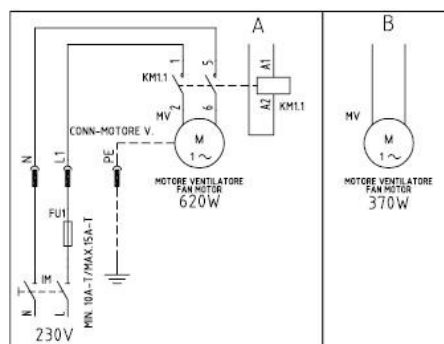 A
B
1
5
KM1.1
A1
A2
KM1.1
2
6
MV
MV
CONN-MOTORE V.
M
1~
M
1~
N
L1
PE
MOTORE VENTILATORE
FAN MOTOR
620W
MOTORE VENTILATORE
FAN MOTOR
370W
FU1
MIN. 10A-T/MAX.15A-T
IM
N
L
230V